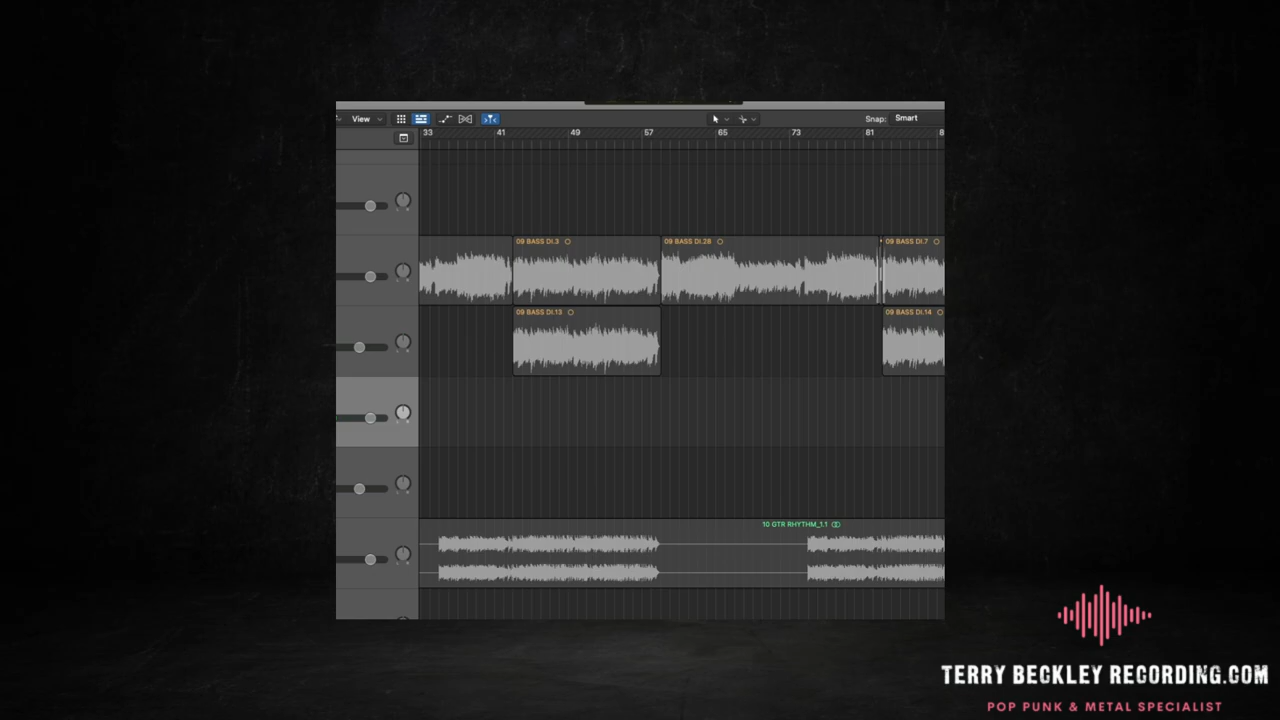 View
Snap: Smart
33 41 49 57 65 73 81 8
09 BASS DI.3 09 BASS DI.28 09 BASS DI.7
09 BASS DI.13 09 BASS DI.14
10 GTR RHYTHM_1.1
TERRY BECKLEY RECORDING.COM
POP PUNK & METAL SPECIALIST